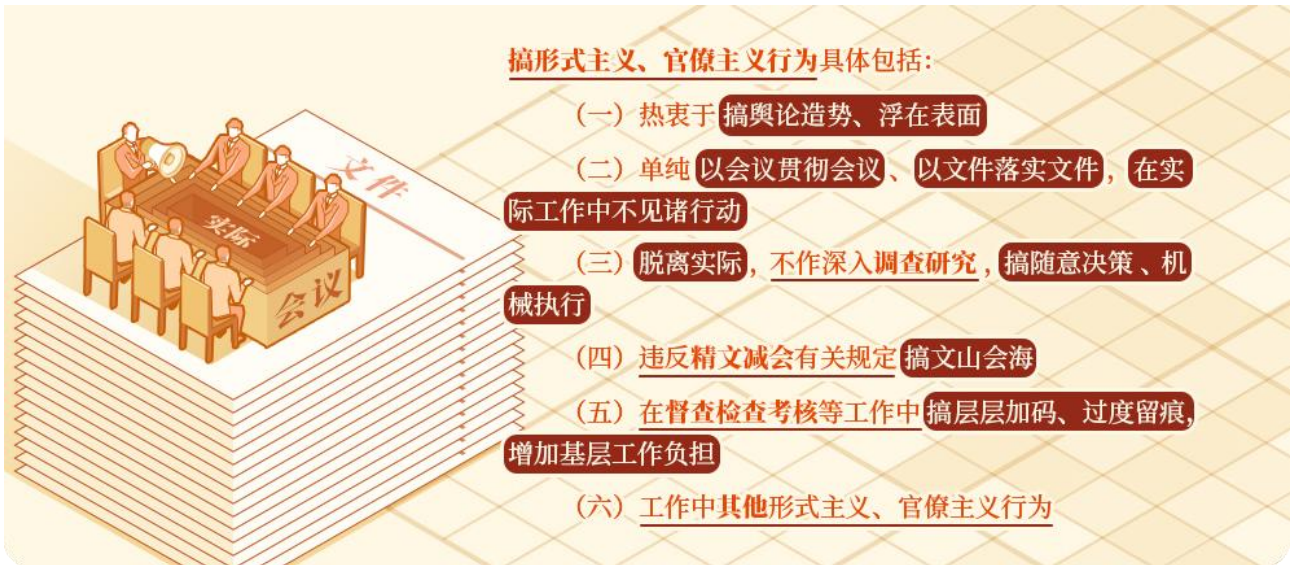 搞形式主义、官僚主义行为具体包括：
（一）热衷于搞舆论造势、浮在表面
（二）单纯以会议贯彻会议、以文件落实文件，在实
际工作中不见诸行动
（三）脱离实际，不作深入调查研究，搞随意决策、机
械执行
（四）违反精文减会有关规定搞文山会海
（五）在督查检查考核等工作中搞层层加码、过度留痕，
增加基层工作负担
（六）工作中其他形式主义、官僚主义行为
文件
实际
会议